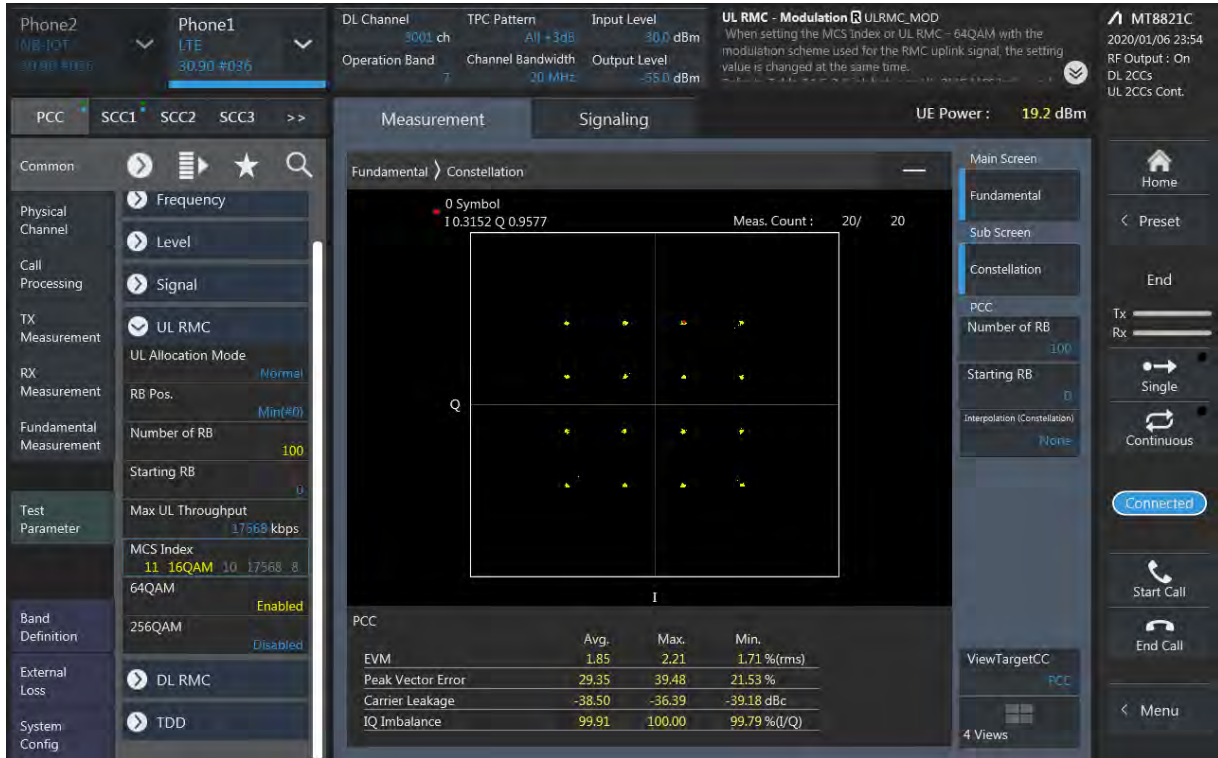 Phone2
NB-IOT
30.90 #036
Phone1
LTE
30.90 #036
DL Channel
3001 ch
Operation Band
7
TPC Pattern
All +3dB
Channel Bandwidth
20 MHz
Input Level
30.0 dBm
Output Level
-55.0 dBm
UL RMC - Modulation R ULRMC_MOD
When setting the MCS Index or UL RMC - 64QAM with the
modulation scheme used for the RMC uplink signal, the setting
value is changed at the same time.
MT8821C
2020/01/06 23:54
RF Output : On
DL 2CCs
UL 2CCs Cont.
PCC SCC1 SCC2 SCC3 >>
Measurement Signaling
UE Power : 19.2 dBm
Common
Physical
Channel
Call
Processing
TX
Measurement
RX
Measurement
Fundamental
Measurement
Test
Parameter
Band
Definition
External
Loss
System
Config
Frequency
Level
Signal
UL RMC
UL Allocation Mode
Normal
RB Pos.
Min(#0)
Number of RB
100
Starting RB
0
Max UL Throughput
17568 kbps
MCS Index
11 16QAM 10 17568 8
64QAM
Enabled
256QAM
Disabled
DL RMC
TDD
Fundamental Constellation
0 Symbol
I 0.3152 Q 0.9577
Meas. Count : 20/ 20
Q
I
PCC
Avg. Max. Min.
EVM 1.85 2.21 1.71 %(rms)
Peak Vector Error 29.35 39.48 21.53 %
Carrier Leakage -38.50 -36.39 -39.18 dBc
IQ Imbalance 99.91 100.00 99.79 %(I/Q)
Main Screen
Fundamental
Sub Screen
Constellation
PCC
Number of RB
100
Starting RB
0
Interpolation (Constellation)
None
ViewTargetCC
PCC
4 Views
Home
< Preset
End
Tx
Rx
Single
Continuous
Connected
Start Call
End Call
< Menu